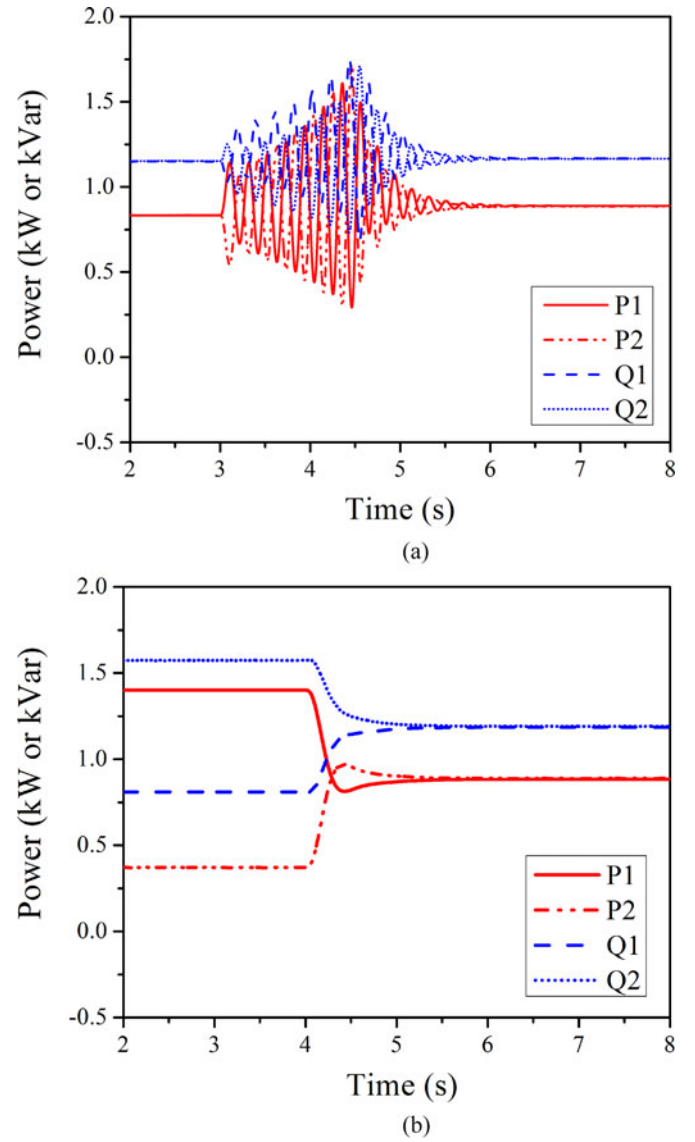 2.0
1.5
1.0
0.5
0.0
-0.5
Power (kW or kVar)
P1
P2
Q1
Q2
2 3 4 5 6 7 8
Time (s)
(a)
2.0
1.5
1.0
0.5
0.0
-0.5
Power (kW or kVar)
P1
P2
Q1
Q2
2 3 4 5 6 7 8
Time (s)
(b)